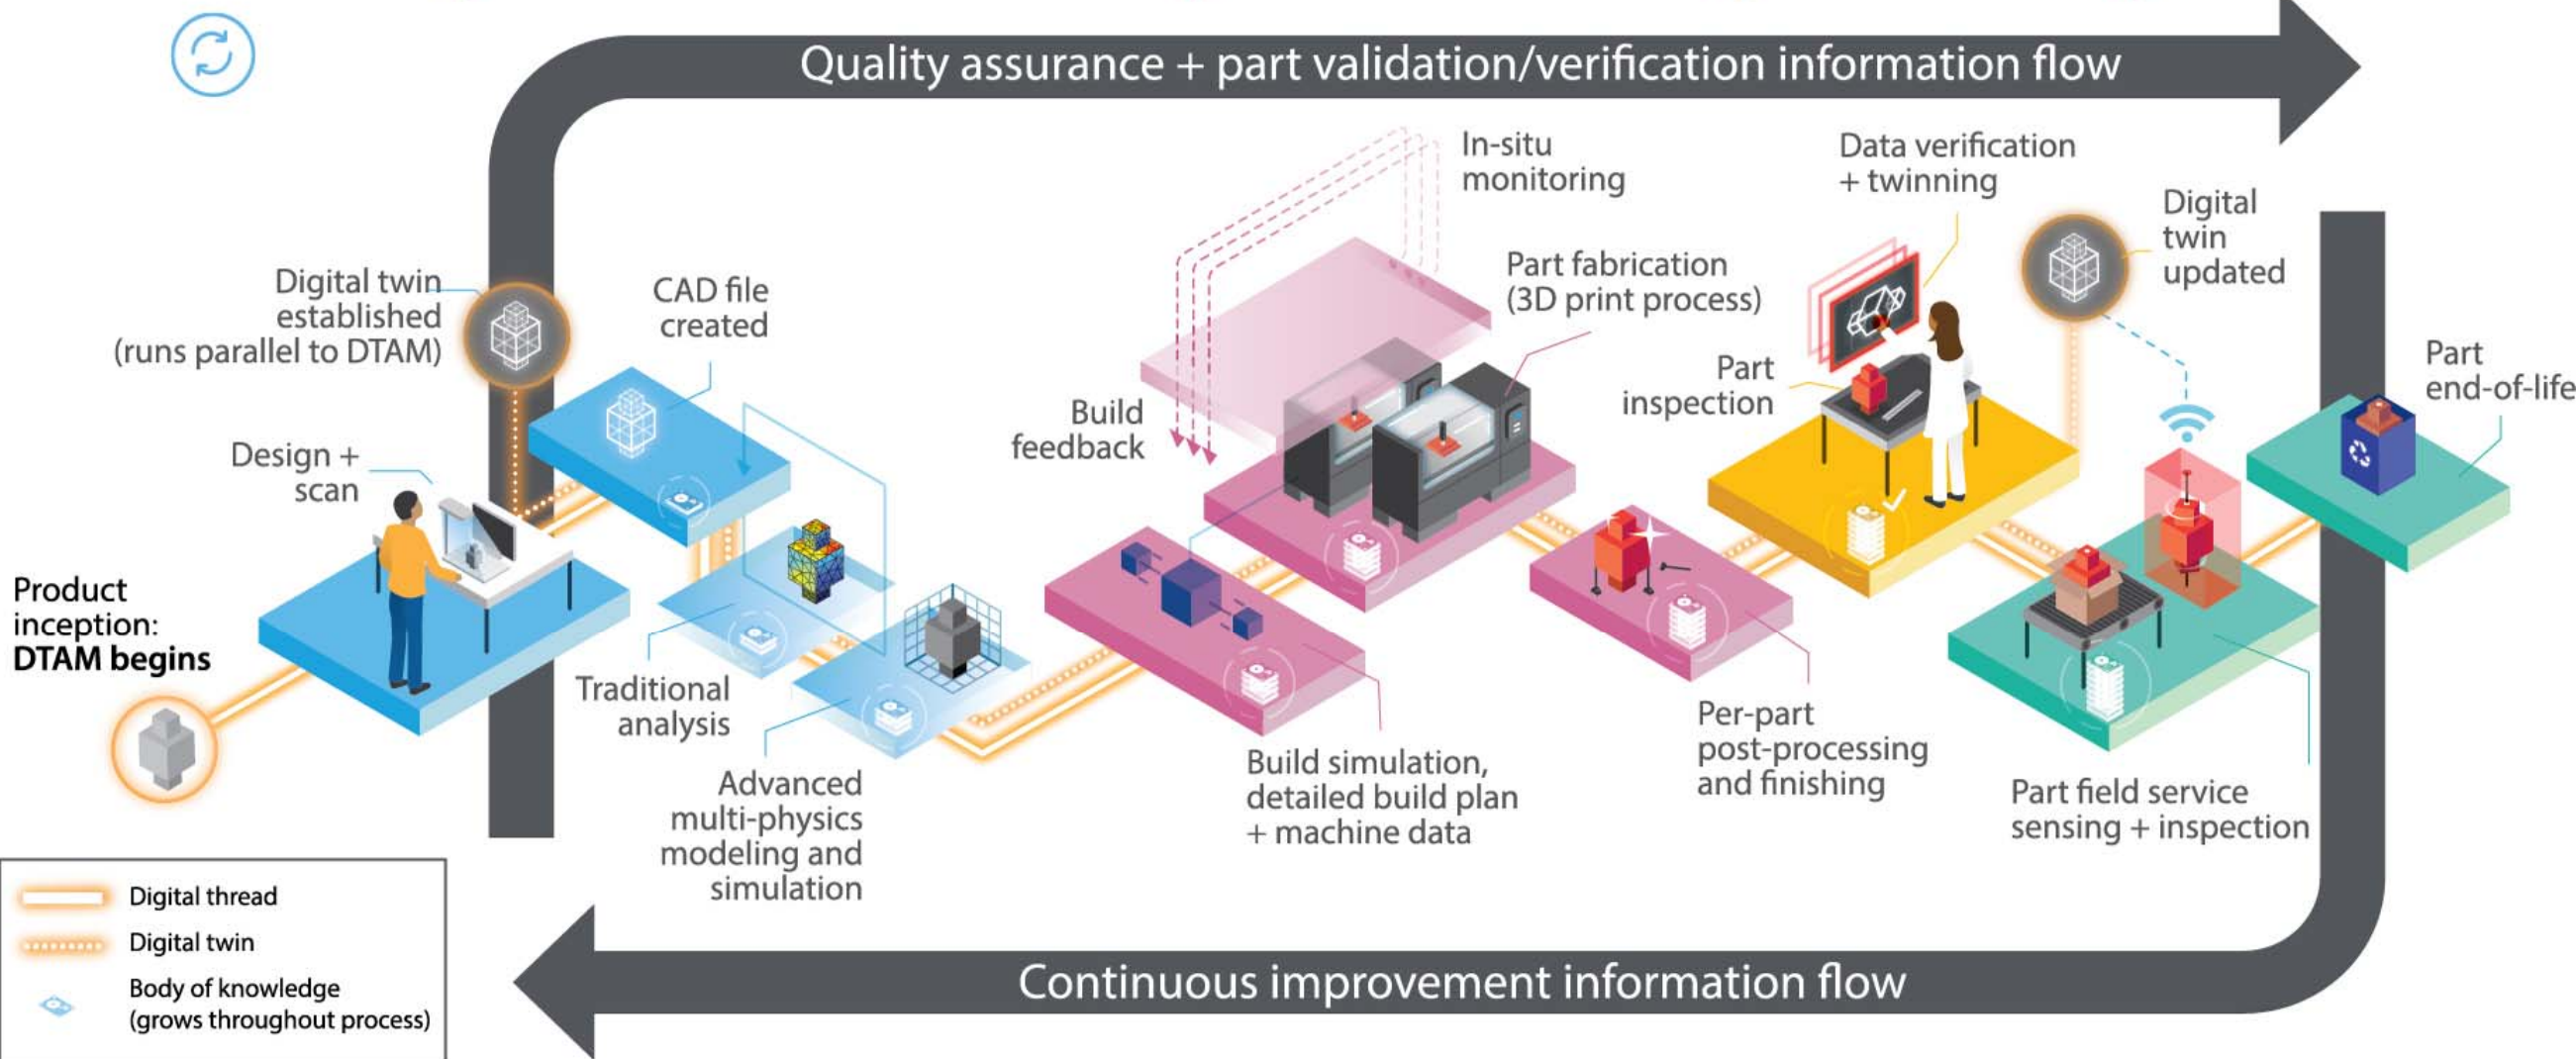 Quality assurance + part validation/verification information flow
In-situ
monitoring
Data verification
+ twinning
Digital
twin
updated
Digital twin
established
(runs parallel to DTAM)
CAD file
created
Part fabrication
(3D print process)
Part
inspection
Part
end-of-life
Build
feedback
Design +
scan
Product
inception:
DTAM begins
Traditional
analysis
Advanced
multi-physics
modeling and
simulation
Build simulation,
detailed build plan
+ machine data
Per-part
post-processing
and finishing
Part field service
sensing + inspection
Digital thread
Digital twin
Body of knowledge
(grows throughout process)
Continuous improvement information flow